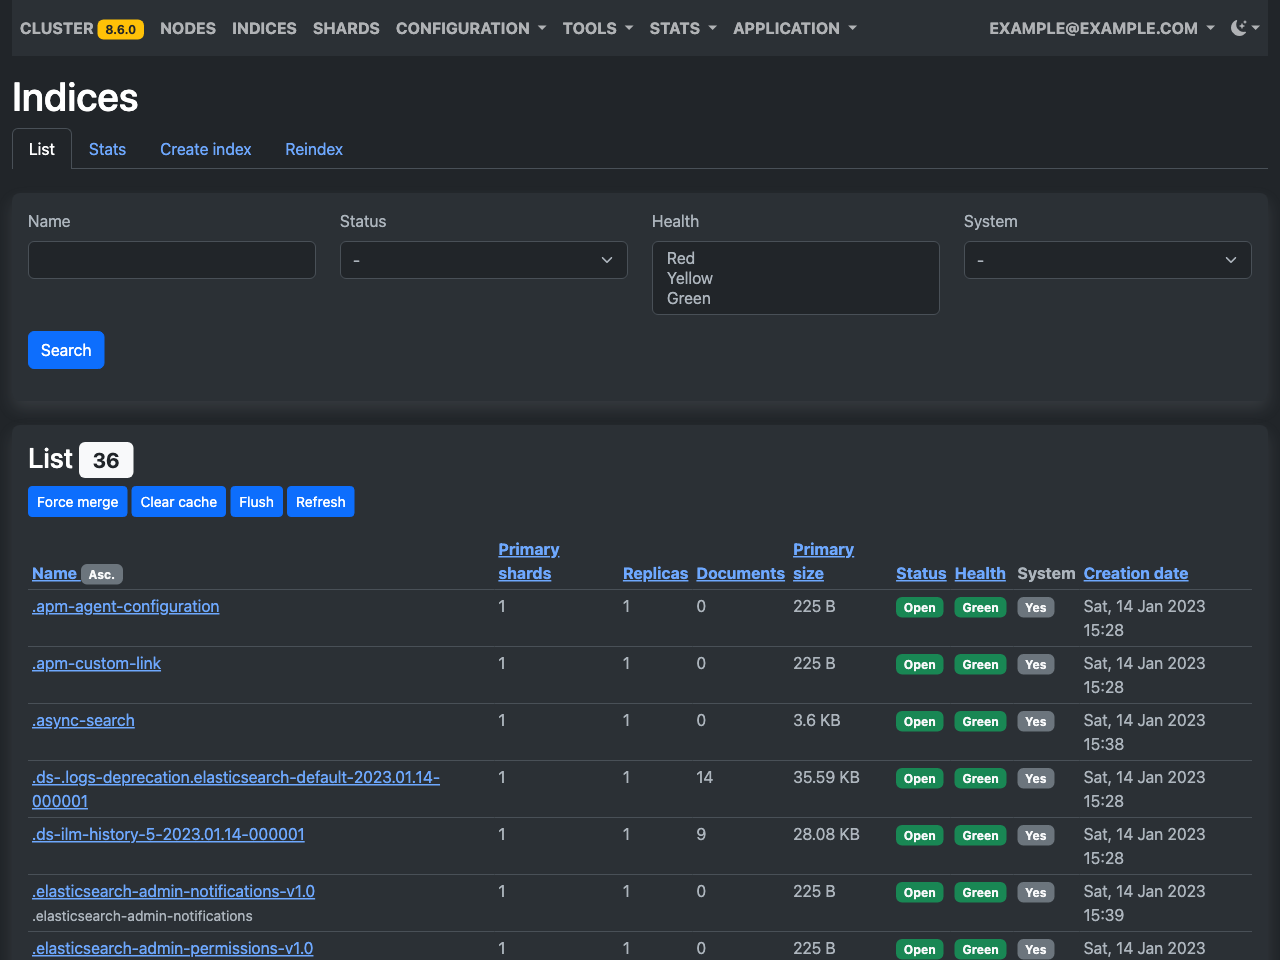 CLUSTER 8.6.0 NODES INDICES SHARDS CONFIGURATION TOOLS STATS APPLICATION EXAMPLE@EXAMPLE.COM
Indices
List Stats Create index Reindex
Name Status Health System
- Red -
Yellow
Green
Search
List 36
Force merge Clear cache Flush Refresh
Primary Primary
Name Asc. shards Replicas Documents size Status Health System Creation date
.apm-agent-configuration 1 1 0 225 B Open Green Yes Sat, 14 Jan 2023
15:28
.apm-custom-link 1 1 0 225 B Open Green Yes Sat, 14 Jan 2023
15:28
.async-search 1 1 0 3.6 KB Open Green Yes Sat, 14 Jan 2023
15:38
.ds-.logs-deprecation.elasticsearch-default-2023.01.14- 1 1 14 35.59 KB Open Green Yes Sat, 14 Jan 2023
000001 15:28
.ds-ilm-history-5-2023.01.14-000001 1 1 9 28.08 KB Open Green Yes Sat, 14 Jan 2023
15:28
.elasticsearch-admin-notifications-v1.0 1 1 0 225 B Open Green Yes Sat, 14 Jan 2023
.elasticsearch-admin-notifications 15:39
.elasticsearch-admin-permissions-v1.0 1 1 0 225 B Open Green Yes Sat, 14 Jan 2023